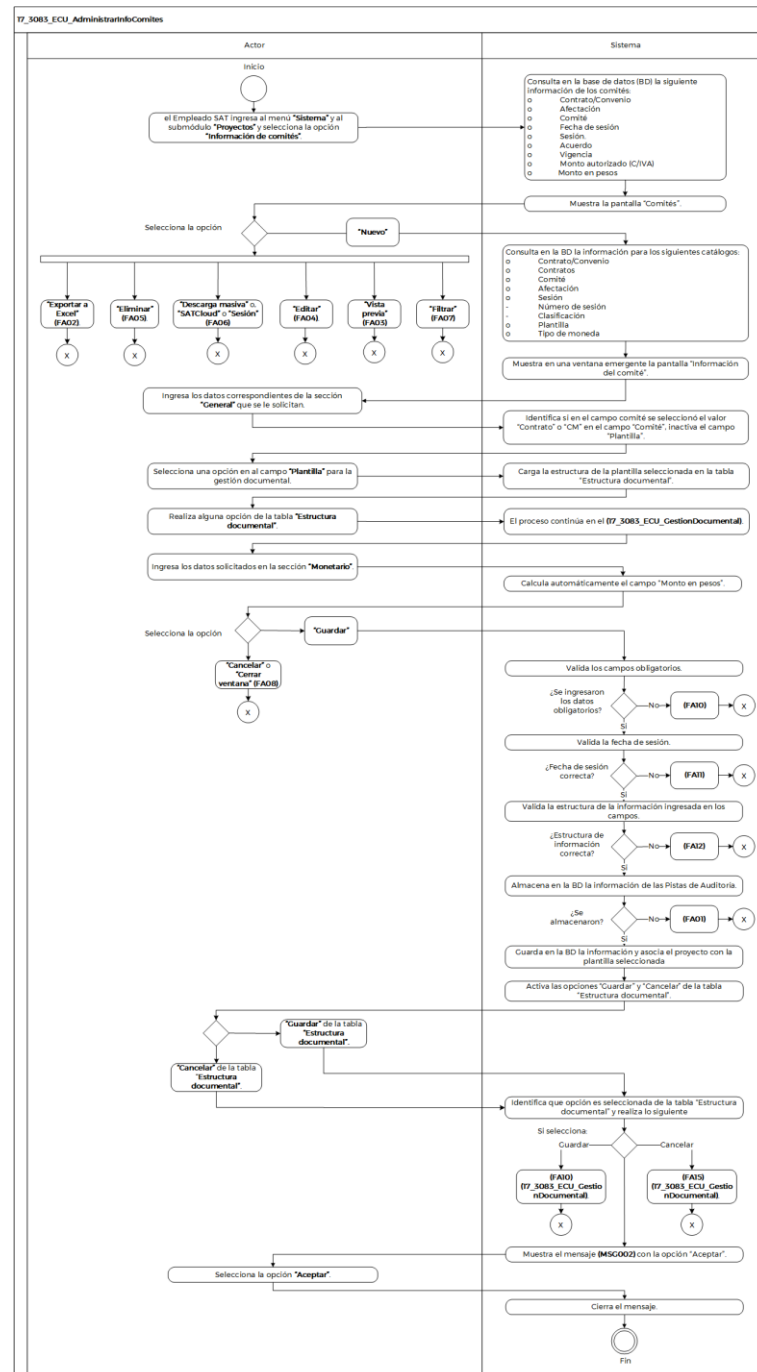 17_3083_ECU_AdministrarInfoComites
Actor
Sistema
Inicio
el Empleado SAT ingresa al menú "Sistema" y al
submódulo "Proyectos" y selecciona la opción
"Información de comités".
Consulta en la base de datos (BD) la siguiente
información de los comités:
o Contrato/Convenio
o Afectación
o Comité
o Fecha de sesión
o Sesión.
o Acuerdo
o Vigencia
o Monto autorizado (C/IVA)
o Monto en pesos
Muestra la pantalla "Comités".
Selecciona la opción
"Nuevo"
"Exportar a
Excel"
(FA02).
"Eliminar"
(FA05).
"Descarga masiva" o.
"SATCloud" o "Sesión"
(FA06)
"Editar"
(FA04).
"Vista
previa"
(FA03)
"Filtrar"
(FA07)
X
X
X
X
X
X
Consulta en la BD la información para los siguientes catálogos:
o Contrato/Convenio
o Contratos
o Comité
o Afectación
o Sesión
- Número de sesión
- Clasificación
o Plantilla
o Tipo de moneda
Muestra en una ventana emergente la pantalla "Información
del comité".
Ingresa los datos correspondientes de la sección
"General" que se le solicitan.
Identifica si en el campo comité se seleccionó el valor
"Contrato" o "CM" en el campo "Comité", inactiva el campo
"Plantilla".
Selecciona una opción en al campo "Plantilla" para la
gestión documental.
Carga la estructura de la plantilla seleccionada en la tabla
"Estructura documental".
Realiza alguna opción de la tabla "Estructura
documental".
El proceso continúa en el (17_3083_ECU_GestionDocumental).
Ingresa los datos solicitados en la sección "Monetario".
Calcula automáticamente el campo "Monto en pesos".
Selecciona la opción
"Guardar"
"Cancelar" o
"Cerrar
ventana" (FA08).
X
Valida los campos obligatorios.
¿Se ingresaron
los datos
obligatorios?
No
(FA10)
X
Si
Valida la fecha de sesión.
¿Fecha de sesión
correcta?
No
(FA11)
X
Si
Valida la estructura de la información ingresada en los
campos.
¿Estructura de
información
correcta?
No
(FA12)
X
Si
Almacena en la BD la información de las Pistas de Auditoría.
¿Se
almacenaron?
No
(FA01)
X
Si
Guarda en la BD la información y asocia el proyecto con la
plantilla seleccionada
Activa las opciones "Guardar" y "Cancelar" de la tabla
"Estructura documental".
"Guardar" de la tabla
"Estructura
documental".
"Cancelar" de la tabla
"Estructura
documental".
Identifica que opción es seleccionada de la tabla "Estructura
documental" y realiza lo siguiente
Si selecciona:
Guardar
Cancelar
(FA10)
(17_3083_ECU_Gestio
nDocumental).
(FA15)
(17_3083_ECU_Gestio
nDocumental).
X
X
Muestra el mensaje (MSG002) con la opción "Aceptar".
Selecciona la opción "Aceptar".
Cierra el mensaje.
Fin